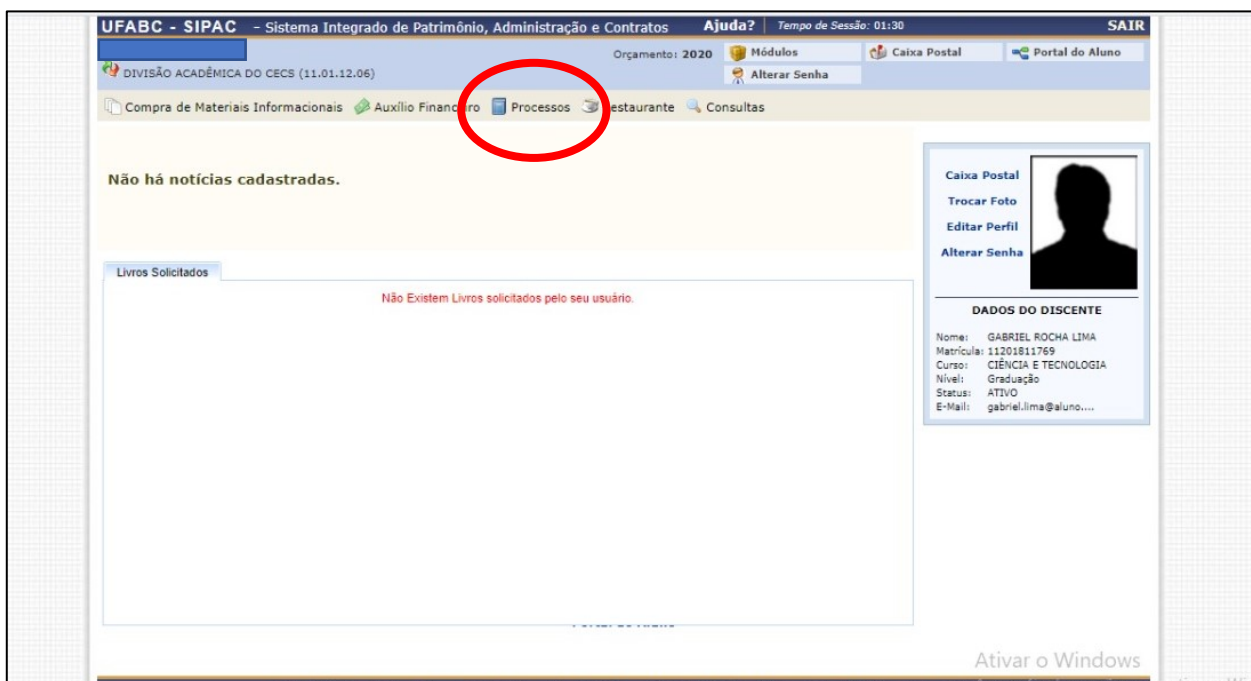 UFABC - SIPAC - Sistema Integrado de Patrimônio, Administração e Contratos Ajuda? Tempo de Sessão: 01:30 SAIR
Orçamento: 2020 Módulos Caixa Postal Portal do Aluno
DIVISÃO ACADÊMICA DO CECS (11.01.12.06) Alterar Senha
Compra de Materiais Informacionais Auxílio Financeiro Processos Restaurante Consultas
Não há notícias cadastradas.
Caixa Postal
Trocar Foto
Editar Perfil
Alterar Senha
Livros Solicitados
Não Existem Livros solicitados pelo seu usuário.
DADOS DO DISCENTE
Nome: GABRIEL ROCHA LIMA
Matrícula: 11201811769
Curso: CIÊNCIA E TECNOLOGIA
Nível: Graduação
Status: ATIVO
E-Mail: gabriel.lima@aluno....
Ativar o Windows